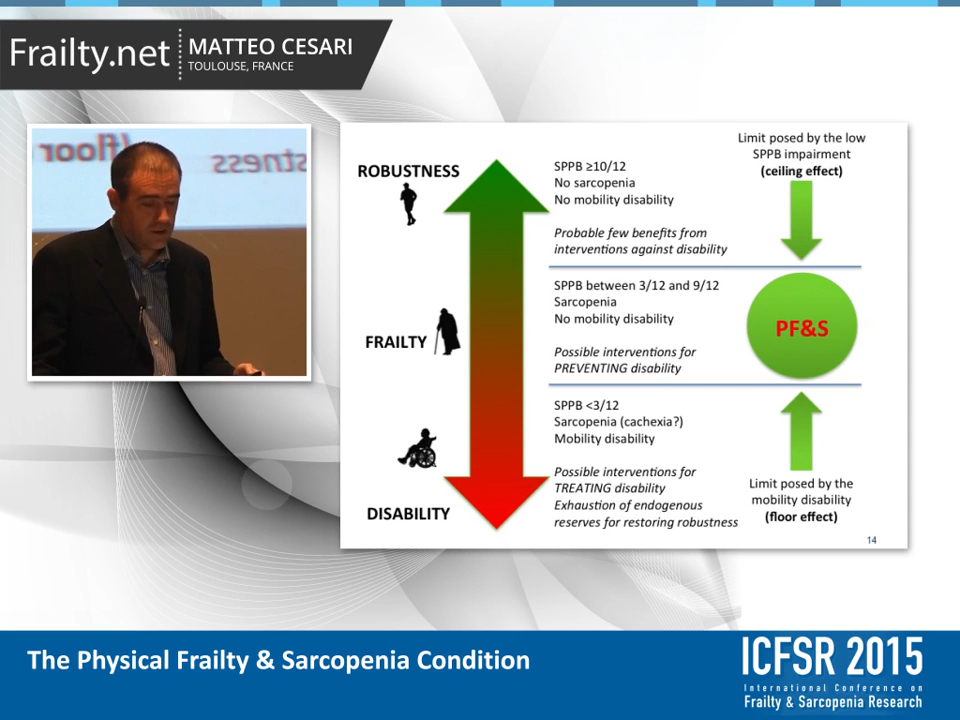 Frailty.net
MATTEO CESARI
TOULOUSE, FRANCE
ROBUSTNESS
FRAILTY
DISABILITY
SPPB ≥10/12
No sarcopenia
No mobility disability
Probable few benefits from
interventions against disability
SPPB between 3/12 and 9/12
Sarcopenia
No mobility disability
Possible interventions for
PREVENTING disability
SPPB <3/12
Sarcopenia (cachexia?)
Mobility disability
Possible interventions for
TREATING disability
Exhaustion of endogenous
reserves for restoring robustness
Limit posed by the low
SPPB impairment
(ceiling effect)
PF&S
Limit posed by the
mobility disability
(floor effect)
14
The Physical Frailty & Sarcopenia Condition
ICFSR 2015
International Conference on
Frailty & Sarcopenia Research